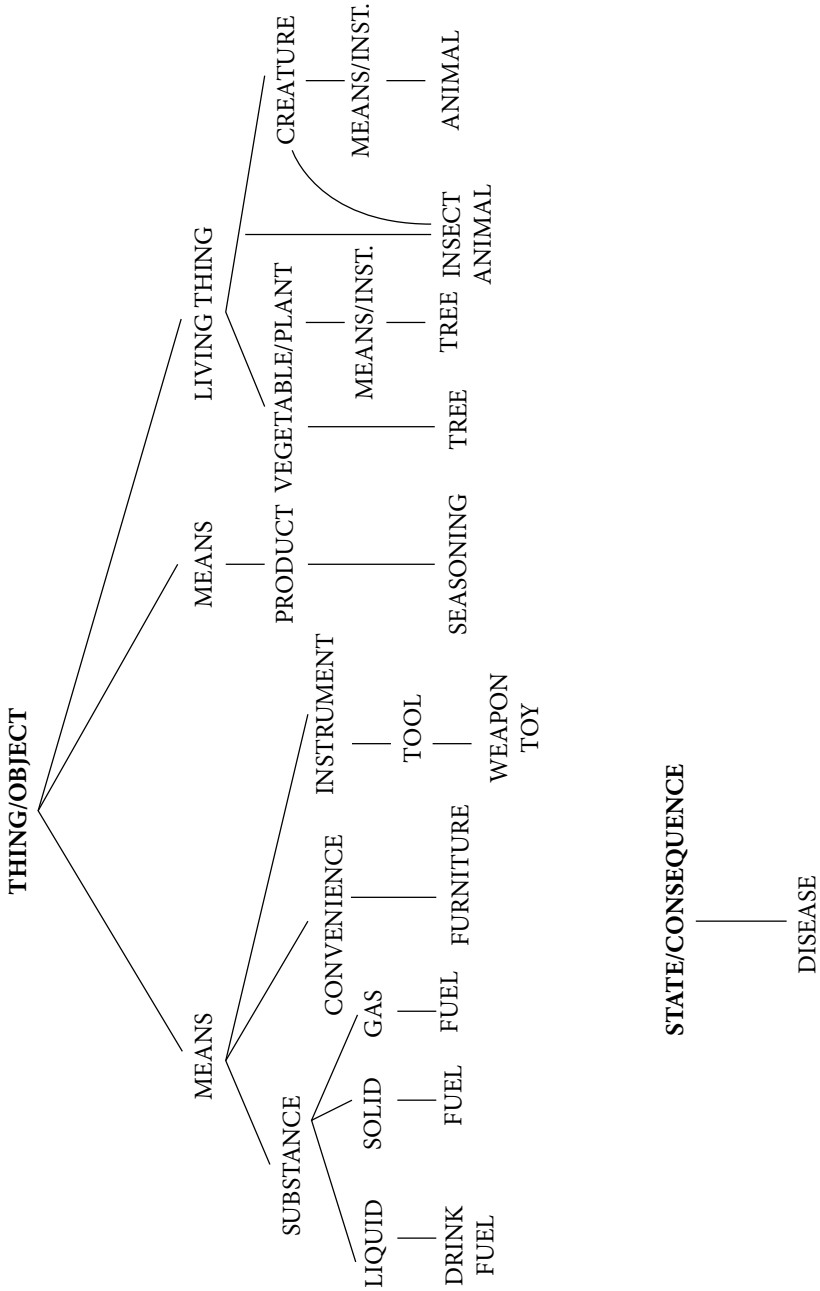 THING/OBJECT
MEANS
MEANS
LIVING THING
SUBSTANCE
CONVENIENCE
INSTRUMENT
PRODUCT
VEGETABLE/PLANT
CREATURE
LIQUID
SOLID
GAS
TOOL
MEANS/INST.
MEANS/INST.
DRINK
FUEL
FUEL
FUEL
FURNITURE
WEAPON
TOY
SEASONING
TREE
TREE
INSECT
ANIMAL
ANIMAL
STATE/CONSEQUENCE
DISEASE